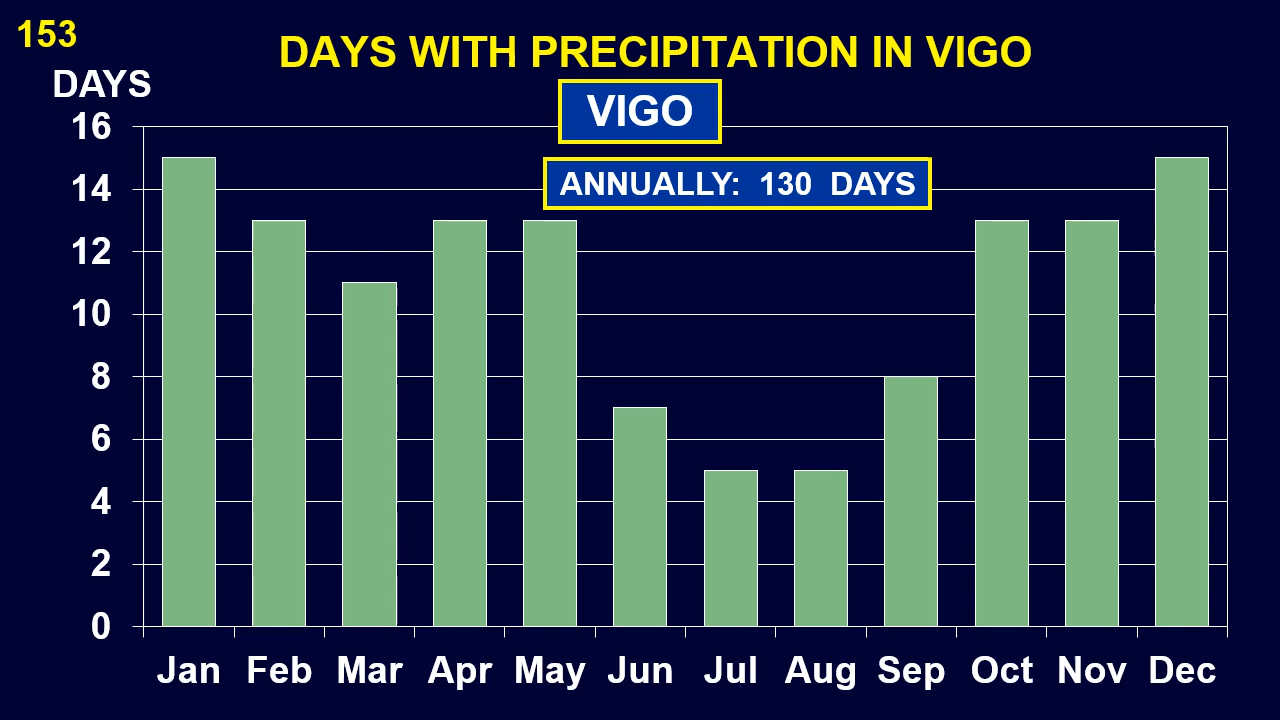 153
DAYS WITH PRECIPITATION IN VIGO
DAYS
VIGO
ANNUALLY: 130 DAYS
16
14
12
10
8
6
4
2
0
Jan Feb Mar Apr May Jun Jul Aug Sep Oct Nov Dec